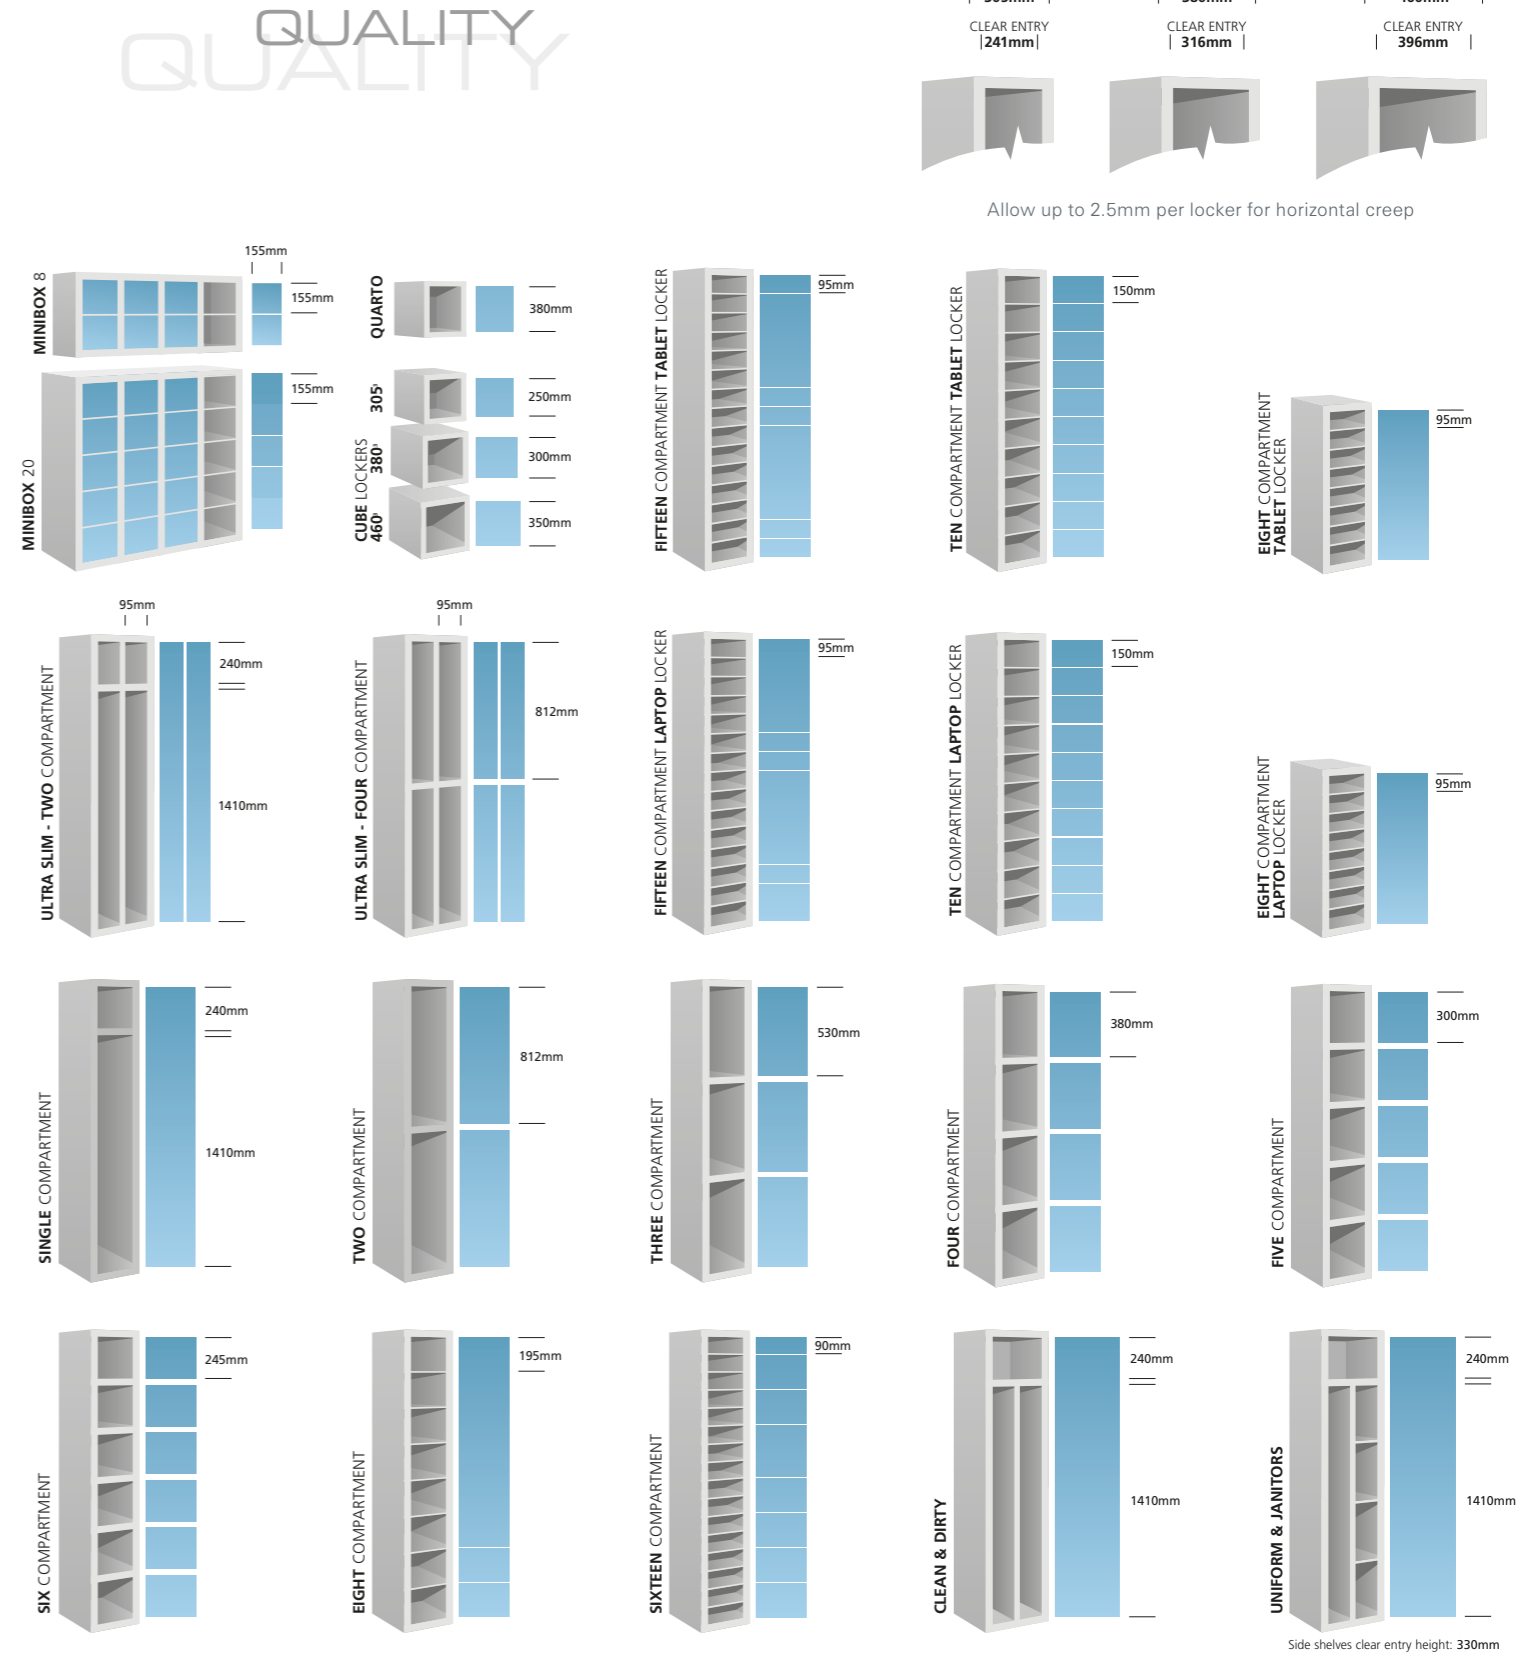 QUALITY
QUALITY
CLEAR ENTRY
241mm
CLEAR ENTRY
316mm
CLEAR ENTRY
396mm
Allow up to 2.5mm per locker for horizontal creep
MINIBOX 8
155mm
155mm
MINIBOX 20
155mm
QUARTO
380mm
CUBE LOCKERS
305³
250mm
380³
300mm
460³
350mm
FIFTEEN COMPARTMENT TABLET LOCKER
95mm
TEN COMPARTMENT TABLET LOCKER
150mm
EIGHT COMPARTMENT
TABLET LOCKER
95mm
ULTRA SLIM - TWO COMPARTMENT
95mm
240mm
1410mm
ULTRA SLIM - FOUR COMPARTMENT
95mm
812mm
FIFTEEN COMPARTMENT LAPTOP LOCKER
95mm
TEN COMPARTMENT LAPTOP LOCKER
150mm
EIGHT COMPARTMENT
LAPTOP LOCKER
95mm
SINGLE COMPARTMENT
240mm
1410mm
TWO COMPARTMENT
812mm
THREE COMPARTMENT
530mm
FOUR COMPARTMENT
380mm
FIVE COMPARTMENT
300mm
SIX COMPARTMENT
245mm
EIGHT COMPARTMENT
195mm
SIXTEEN COMPARTMENT
90mm
CLEAN & DIRTY
240mm
1410mm
UNIFORM & JANITORS
240mm
1410mm
Side shelves clear entry height: 330mm